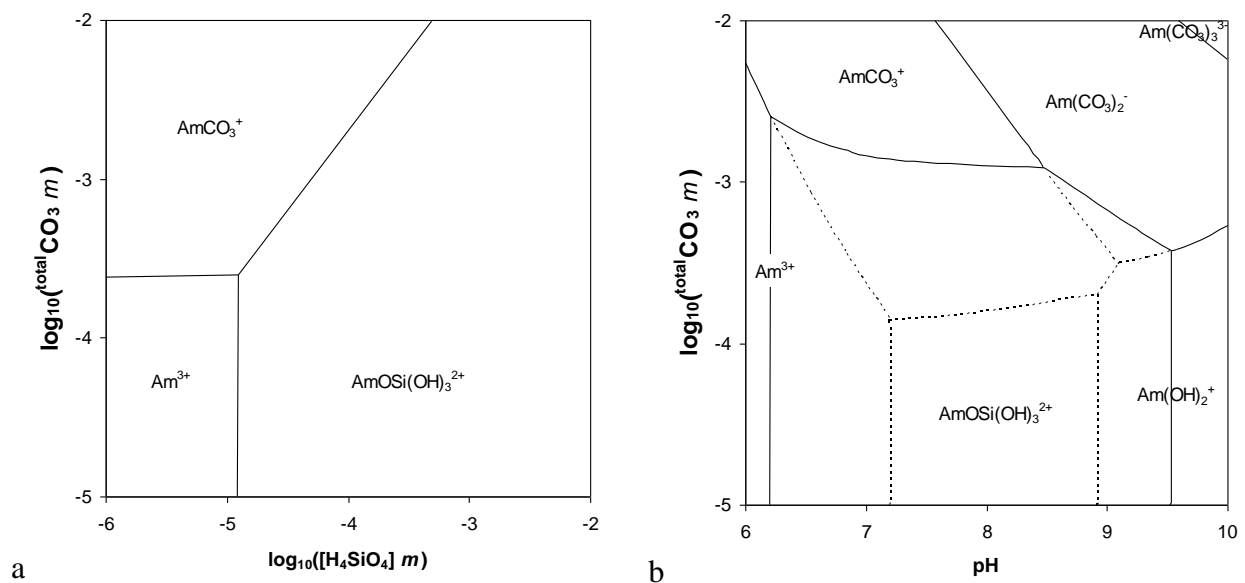 -2
-3
-4
-5
-6 -5 -4 -3 -2
log₁₀(ᵗᵒᵗᵃˡCO₃ m)
log₁₀([H₄SiO₄] m)
AmCO₃⁺
Am³⁺
AmOSi(OH)₃²⁺
a
-2
-3
-4
-5
6 7 8 9 10
log₁₀(ᵗᵒᵗᵃˡCO₃ m)
pH
Am(CO₃)₃³⁻
AmCO₃⁺
Am(CO₃)₂⁻
Am³⁺
Am(OH)₂⁺
AmOSi(OH)₃²⁺
b